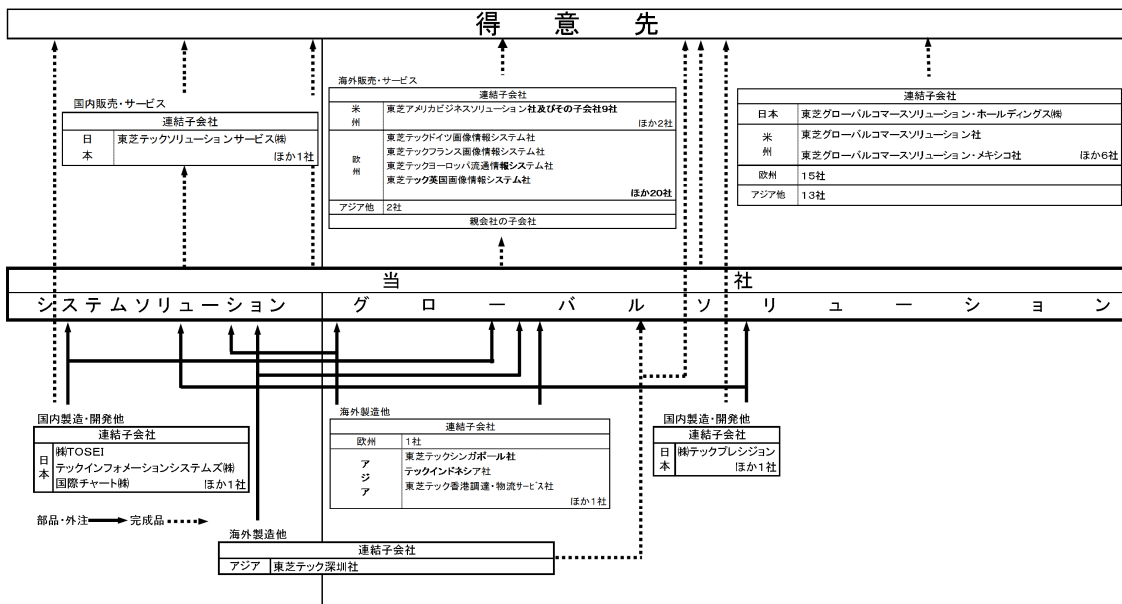 得意先
国内販売・サービス
連結子会社
日本
東芝テックソリューションサービス㈱
ほか1社
海外販売・サービス
連結子会社
米州
東芝アメリカビジネスソリューション社及びその子会社9社
ほか2社
欧州
東芝テックドイツ画像情報システム社
東芝テックフランス画像情報システム社
東芝テックヨーロッパ流通情報システム社
東芝テック英国画像情報システム社
ほか20社
アジア他 2社
親会社の子会社
連結子会社
日本 東芝グローバルコマースソリューション・ホールディングス㈱
米州
東芝グローバルコマースソリューション社
東芝グローバルコマースソリューション・メキシコ社 ほか6社
欧州 15社
アジア他 13社
当社
システムソリューション グローバルソリューション
国内製造・開発他
連結子会社
日本
㈱TOSEI
テックインフォメーションシステムズ㈱
国際チャート㈱ ほか1社
海外製造他
連結子会社
欧州 1社
アジア
東芝テックシンガポール社
テックインドネシア社
東芝テック香港調達・物流サービス社
ほか1社
国内製造・開発他
連結子会社
日本
㈱テックプレシジョン
ほか1社
部品・外注 完成品
海外製造他
連結子会社
アジア 東芝テック深圳社